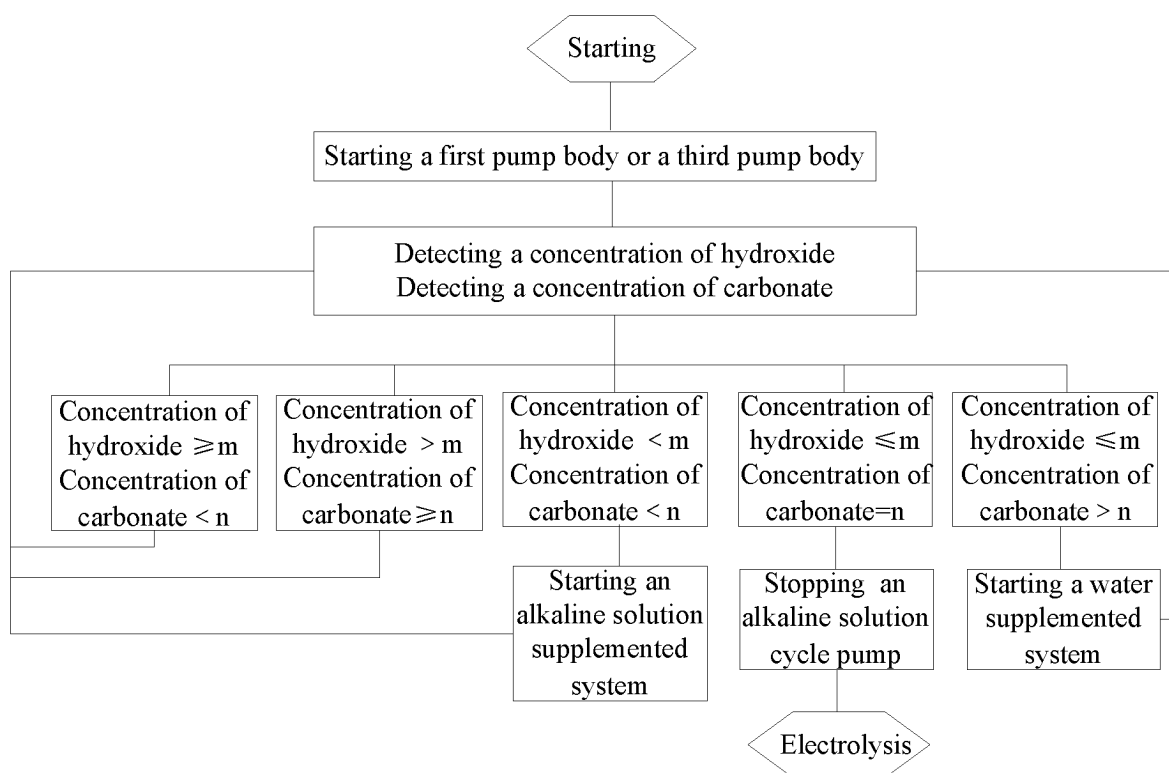 Starting
Starting a first pump body or a third pump body
Detecting a concentration of hydroxide
Detecting a concentration of carbonate
Concentration of
hydroxide ≥m
Concentration of
carbonate < n
Concentration of
hydroxide > m
Concentration of
carbonate≥n
Concentration of
hydroxide < m
Concentration of
carbonate < n
Concentration of
hydroxide ≤m
Concentration of
carbonate=n
Concentration of
hydroxide ≤m
Concentration of
carbonate > n
Starting an
alkaline solution
supplemented
system
Stopping an
alkaline solution
cycle pump
Starting a water
supplemented
system
Electrolysis